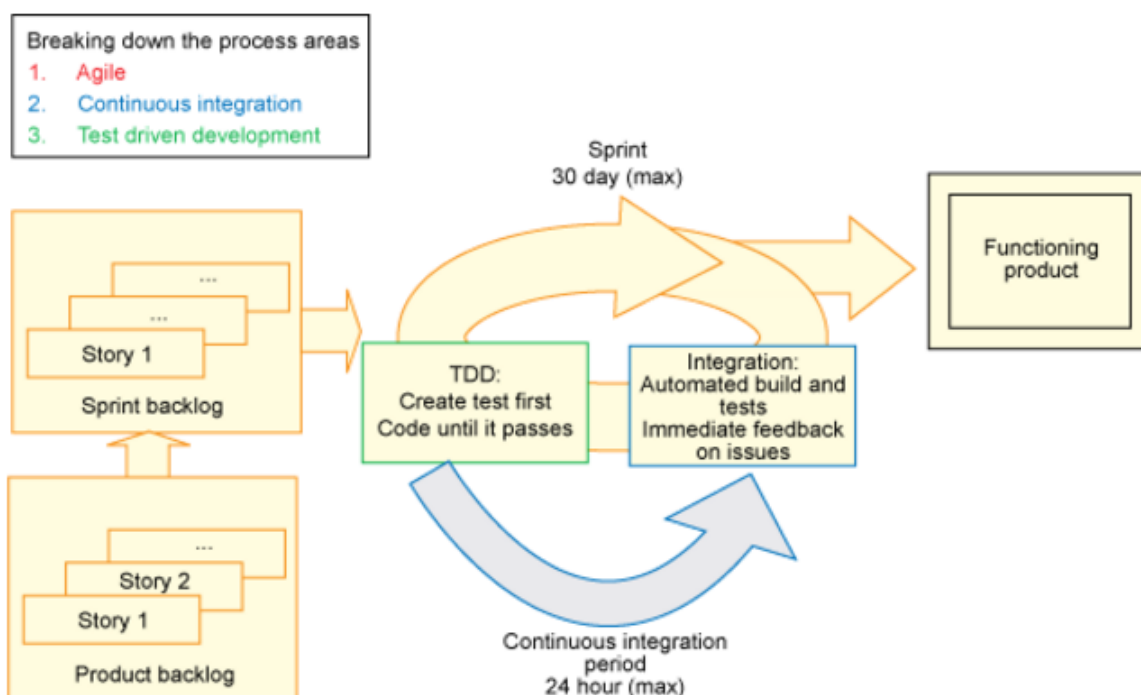 Breaking down the process areas
1. Agile
2. Continuous integration
3. Test driven development
Sprint
30 day (max)
...
...
Story 1
Sprint backlog
TDD:
Create test first
Code until it passes
Integration:
Automated build and
tests
Immediate feedback
on issues
Functioning
product
...
Story 2
Story 1
Product backlog
Continuous integration
period
24 hour (max)